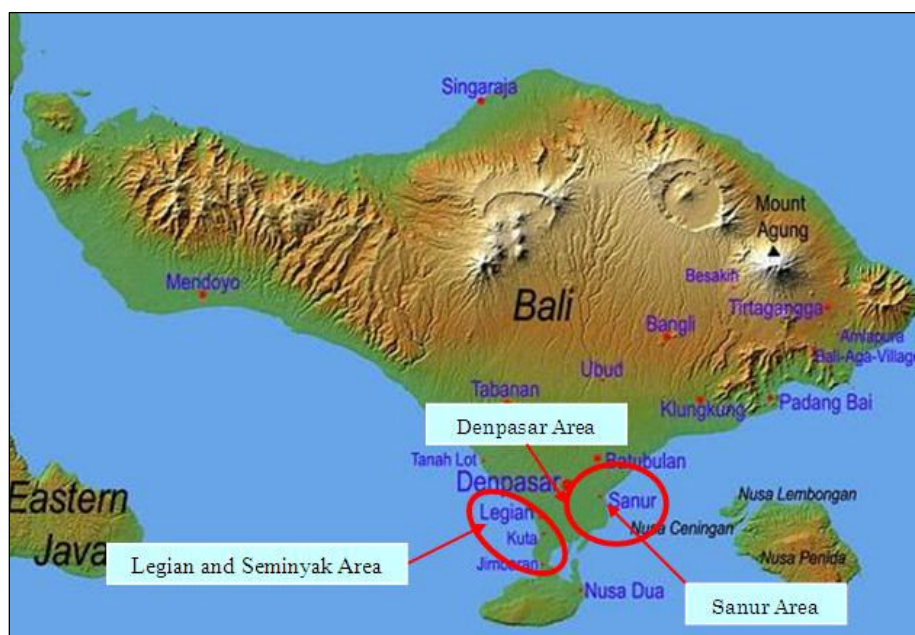 Singaraja
Mount
Agung
Besakih
Mendoyo
Tirtagangga
Bali
Bangli
Amlapura
Bali-Aga-Village
Ubud
Tabanan
Klungkung
Padang Bai
Denpasar Area
Tanah Lot
Batubulan
Denpasar
Eastern
Java
Legian
Sanur
Nusa Lembongan
Kuta
Nusa Ceningan
Nusa Penida
Legian and Seminyak Area
Jimbaran
Nusa Dua
Sanur Area